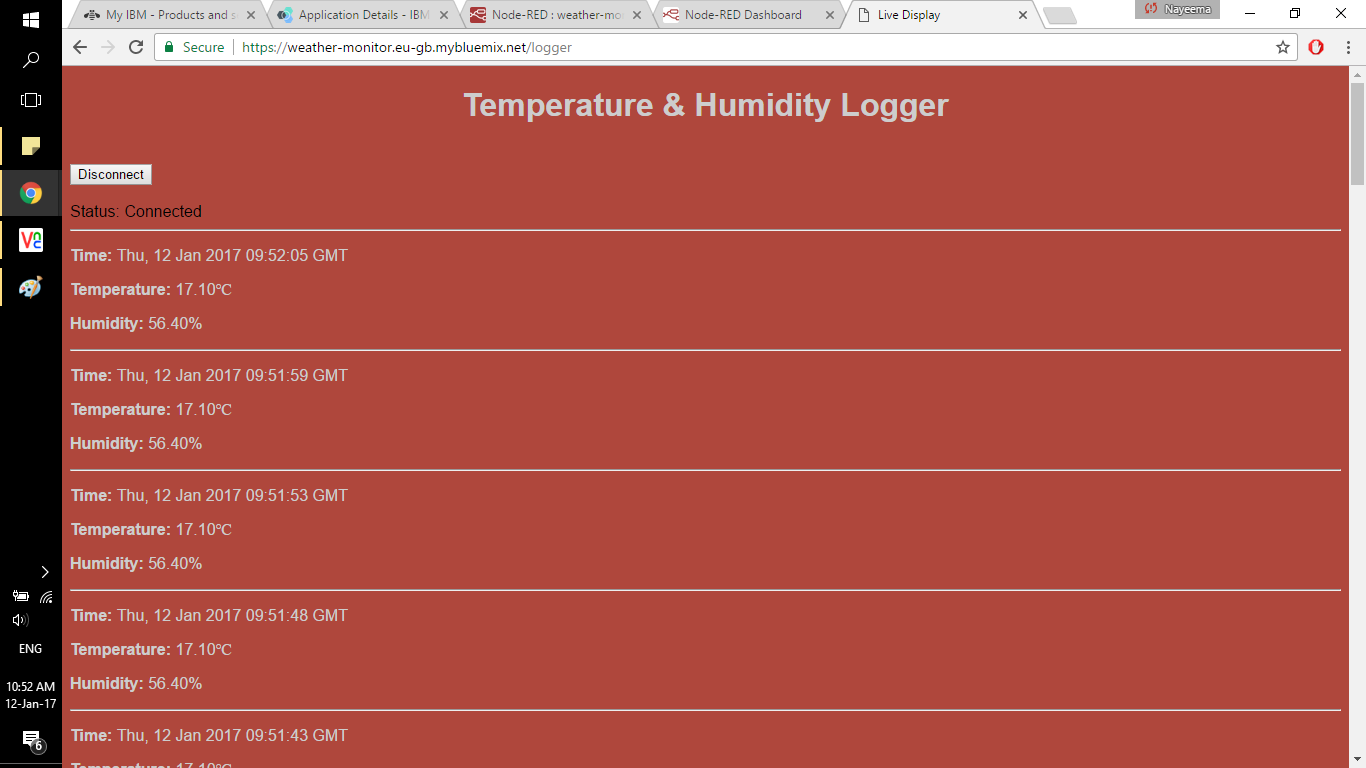 My IBM - Products and s
Application Details - IBM
Node-RED : weather-mo
Node-RED Dashboard
Live Display
Nayeema
Secure
https://weather-monitor.eu-gb.mybluemix.net/logger
Temperature & Humidity Logger
Disconnect
Status: Connected
Time: Thu, 12 Jan 2017 09:52:05 GMT
Temperature: 17.10℃
Humidity: 56.40%
Time: Thu, 12 Jan 2017 09:51:59 GMT
Temperature: 17.10℃
Humidity: 56.40%
Time: Thu, 12 Jan 2017 09:51:53 GMT
Temperature: 17.10℃
Humidity: 56.40%
Time: Thu, 12 Jan 2017 09:51:48 GMT
Temperature: 17.10℃
Humidity: 56.40%
Time: Thu, 12 Jan 2017 09:51:43 GMT
Temperature: 17.10℃
ENG
10:52 AM
12-Jan-17
6